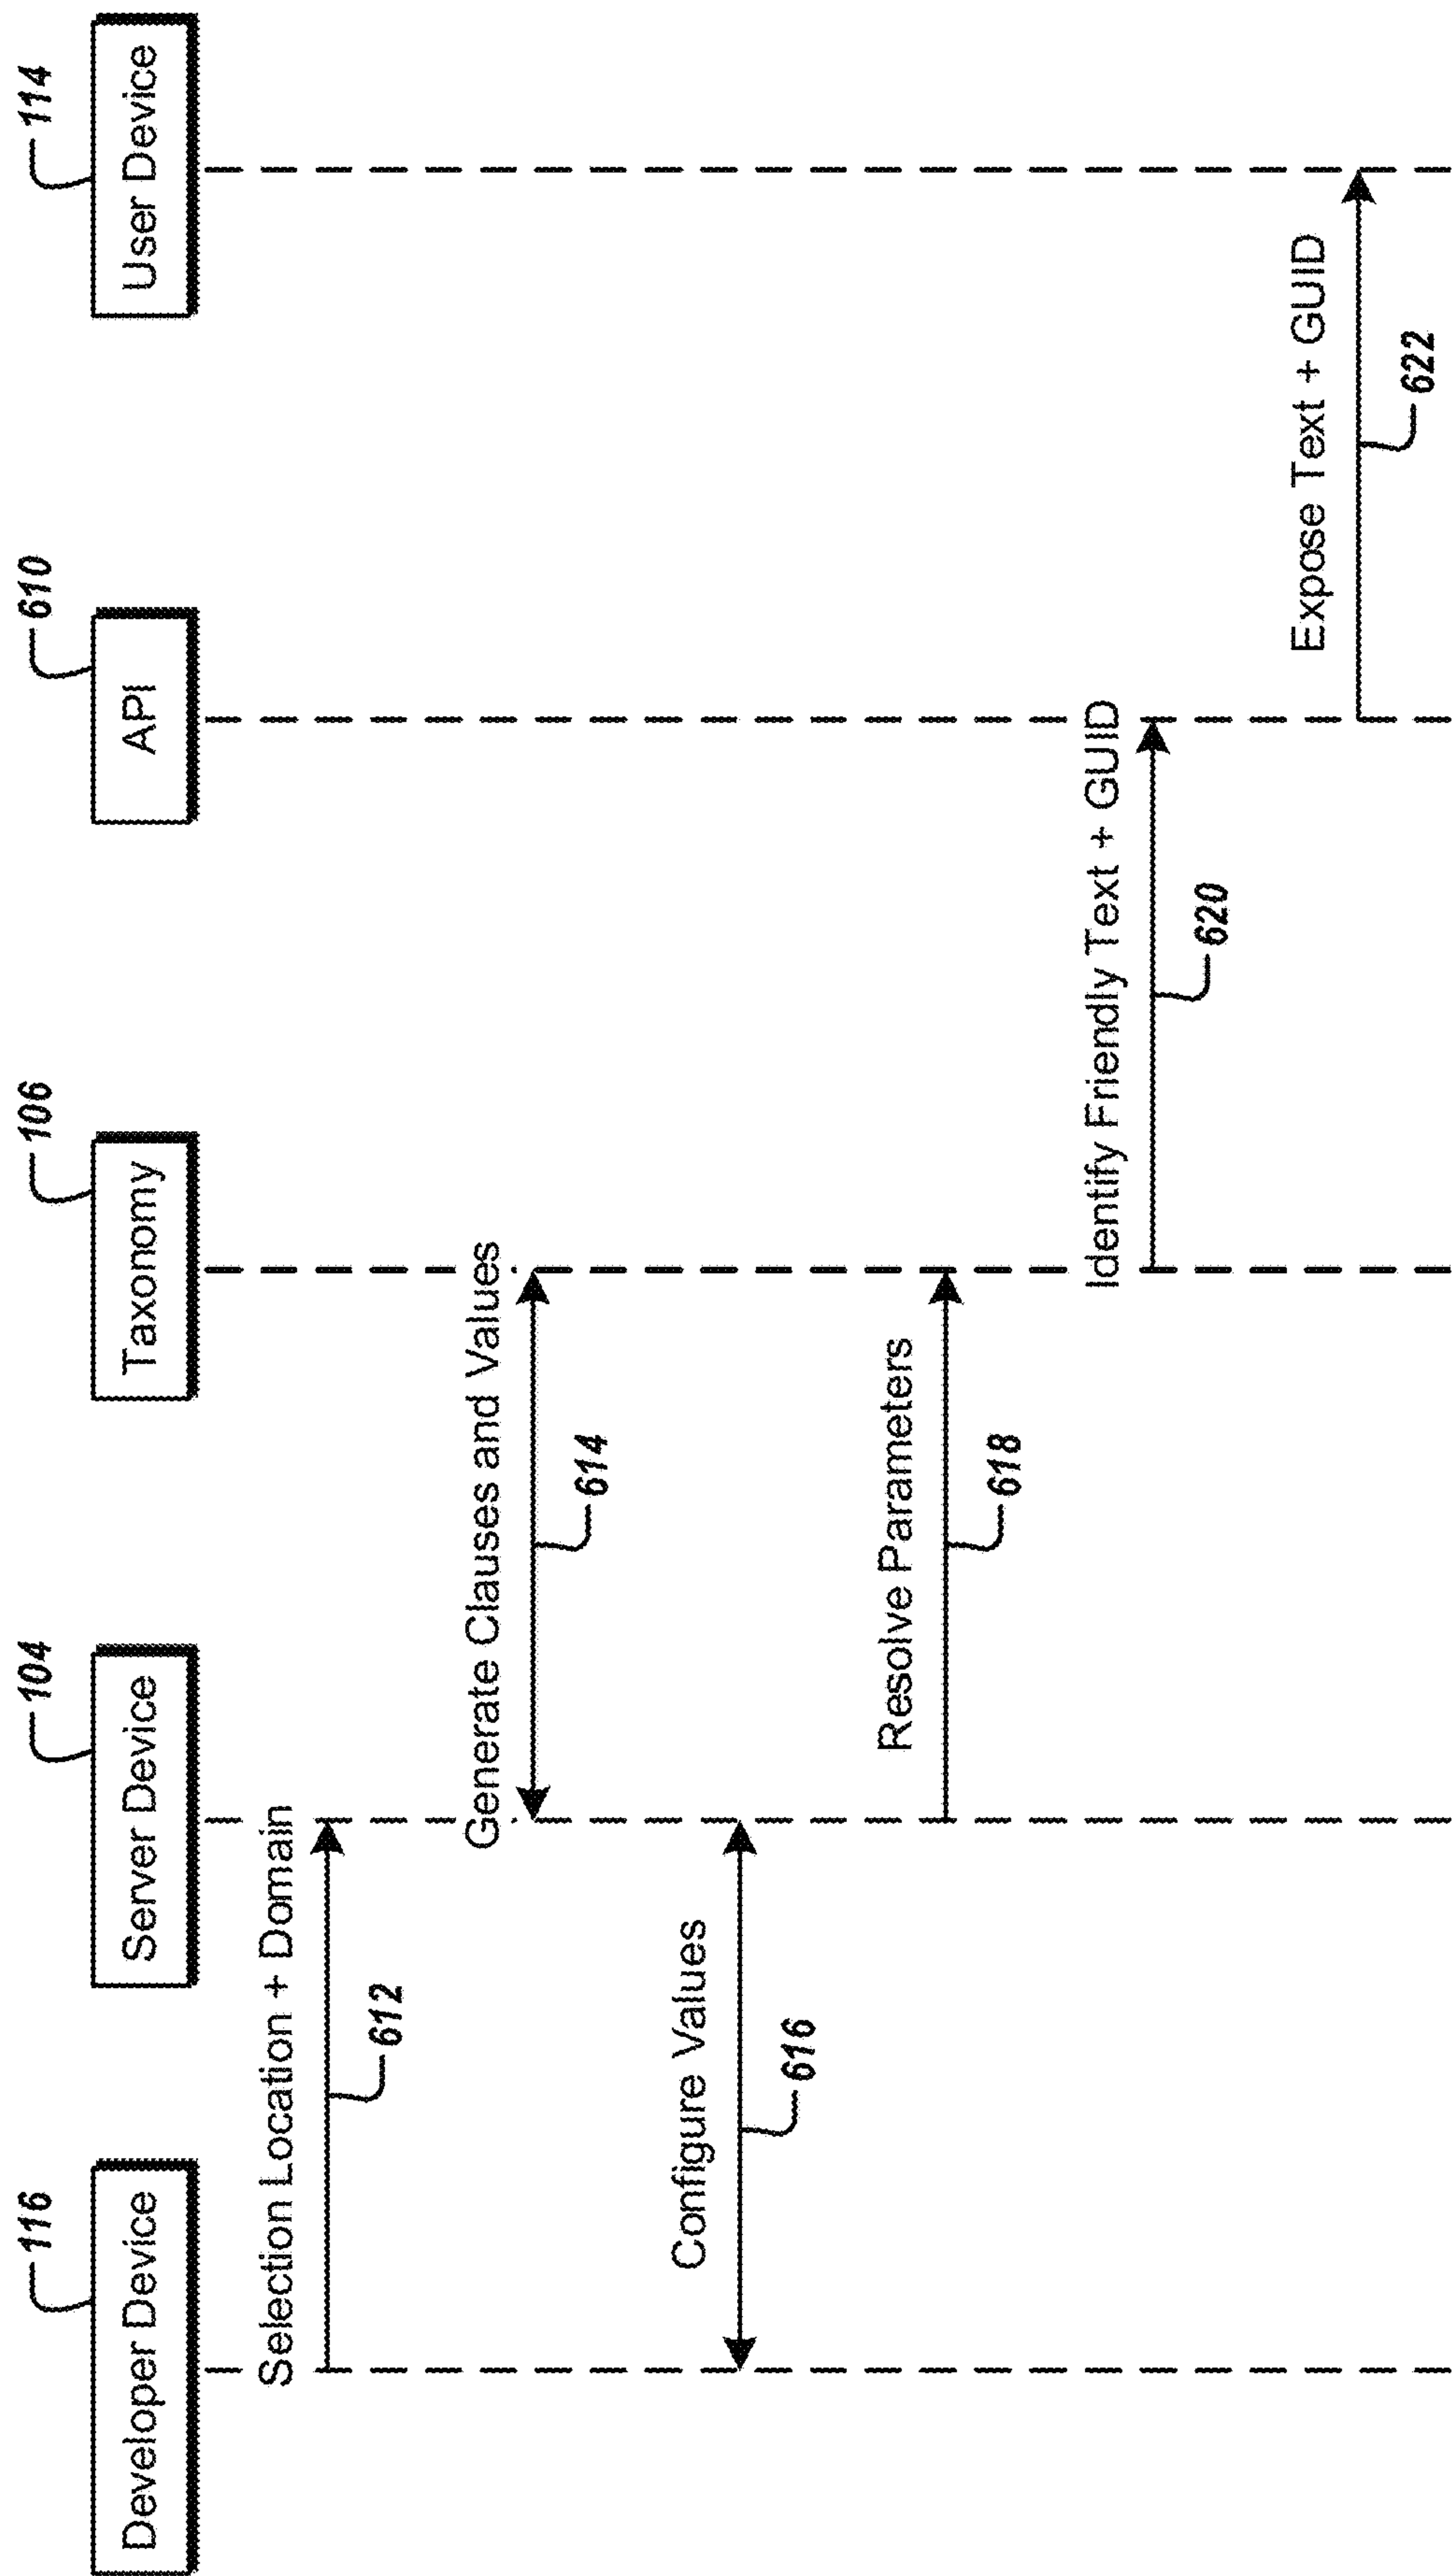 116
104
106
610
114
Developer Device
Server Device
Taxonomy
API
User Device
Selection Location + Domain
612
Generate Clauses and Values
614
Configure Values
616
Resolve Parameters
618
Identify Friendly Text + GUID
620
Expose Text + GUID
622